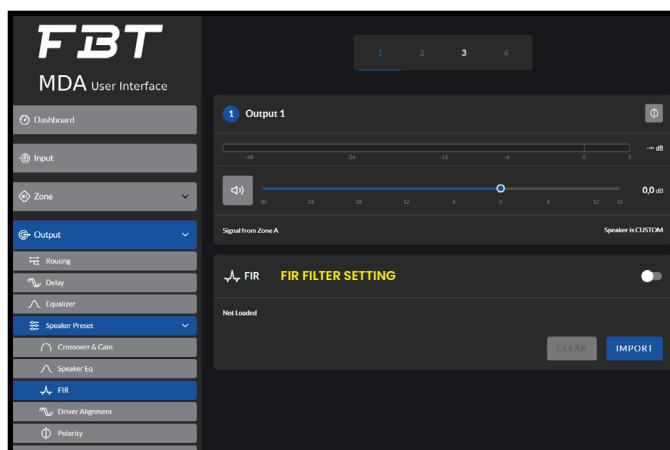 FBT
MDA User Interface
Dashboard
Input
Zone
Output
Routing
Delay
Equalizer
Speaker Preset
Crossover & Gain
Speaker Eq
FIR
Driver Alignment
Polarity
1 2 3 4
1 Output 1
-∞ dB
-48 -24 -12 -6 0 3
0,0 dB
-30 24 18 12 6 0 6 12 15
Signal from Zone A Speaker is CUSTOM
FIR FIR FILTER SETTING
Not Loaded
CLEAR IMPORT